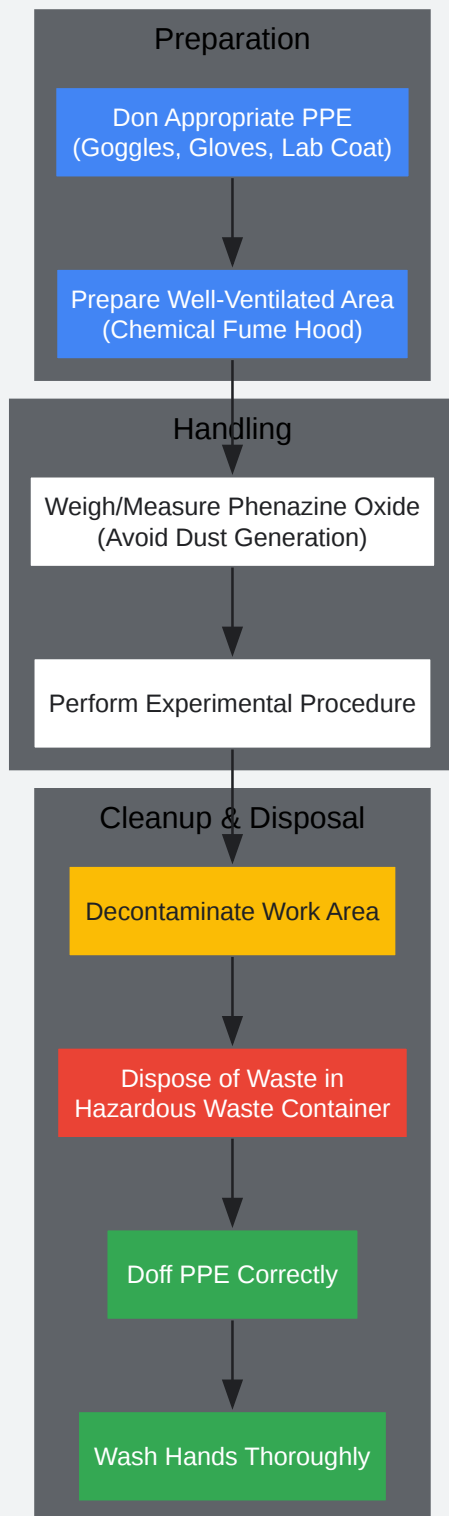 Preparation
Don Appropriate PPE
(Goggles, Gloves, Lab Coat)
Prepare Well-Ventilated Area
(Chemical Fume Hood)
Handling
Weigh/Measure Phenazine Oxide
(Avoid Dust Generation)
Perform Experimental Procedure
Cleanup & Disposal
Decontaminate Work Area
Dispose of Waste in
Hazardous Waste Container
Doff PPE Correctly
Wash Hands Thoroughly